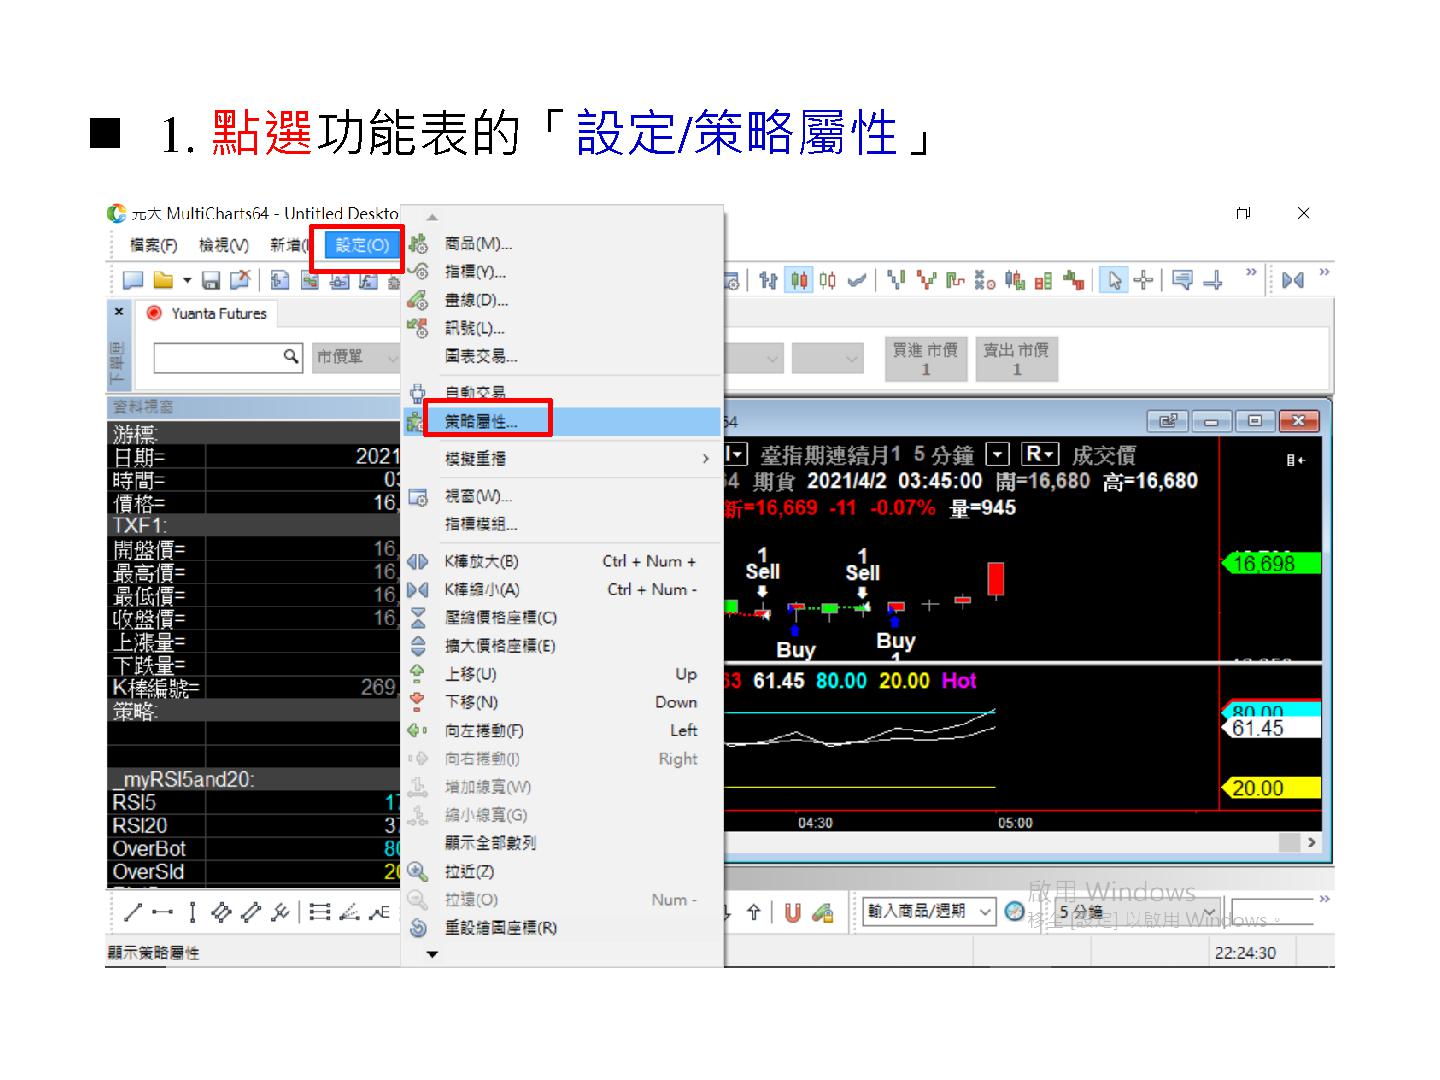 ■ 1. 點選功能表的「設定/策略屬性」
元大 MultiCharts64 - Untitled Deskto
檔案(F) 檢視(V) 新增( 設定(O)
Yuanta Futures
下單匣
市價單
買進 市價 1
賣出 市價 1
資料視窗
游標:
日期= 2021
時間= 03
價格= 16,
TXF1:
開盤價= 16,
最高價= 16,
最低價= 16,
收盤價= 16,
上漲量=
下跌量=
K棒編號= 269,
策略:
_myRSI5and20:
RSI5 17
RSI20 37
OverBot 80
OverSld 20
商品(M)...
指標(Y)...
畫線(D)...
訊號(L)...
圖表交易...
自動交易
策略屬性...
模擬重播
視窗(W)...
指標模組...
K棒放大(B) Ctrl + Num +
K棒縮小(A) Ctrl + Num -
壓縮價格座標(C)
擴大價格座標(E)
上移(U) Up
下移(N) Down
向左捲動(F) Left
向右捲動(I) Right
增加線寬(W)
縮小線寬(G)
顯示全部數列
拉近(Z)
拉遠(O) Num -
重設繪圖座標(R)
64
臺指期連續月1 5 分鐘 R 成交價
64 期貨 2021/4/2 03:45:00 開=16,680 高=16,680
新=16,669 -11 -0.07% 量=945
1 1
Sell Sell
Buy Buy
1
16,698
63 61.45 80.00 20.00 Hot
80.00
61.45
20.00
04:30 05:00
輸入商品/週期
5 分鐘
啟用 Windows
移至 [設定] 以啟用 Windows。
顯示策略屬性
22:24:30